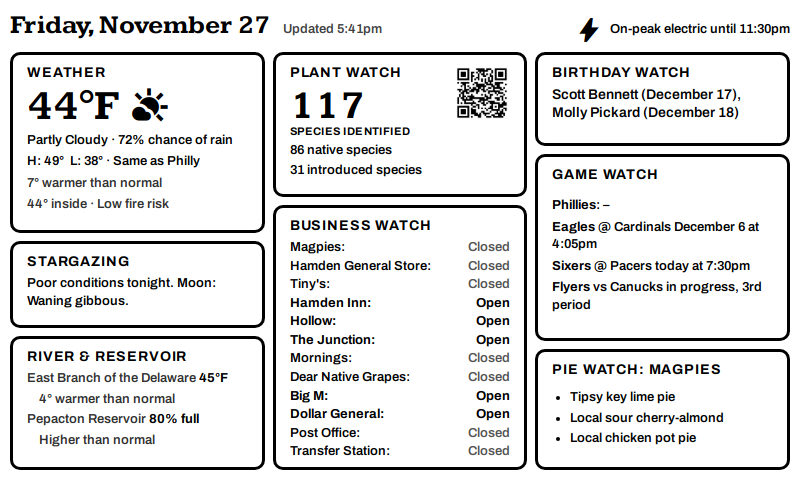 Friday, November 27 Updated 5:41pm
On-peak electric until 11:30pm
WEATHER
44°F
Partly Cloudy · 72% chance of rain
H: 49° L: 38° · Same as Philly
7° warmer than normal
44° inside · Low fire risk
STARGAZING
Poor conditions tonight. Moon:
Waning gibbous.
RIVER & RESERVOIR
East Branch of the Delaware 45°F
4° warmer than normal
Pepacton Reservoir 80% full
Higher than normal
PLANT WATCH
117
SPECIES IDENTIFIED
86 native species
31 introduced species
BUSINESS WATCH
Magpies: Closed
Hamden General Store: Closed
Tiny's: Closed
Hamden Inn: Open
Hollow: Open
The Junction: Open
Mornings: Closed
Dear Native Grapes: Closed
Big M: Open
Dollar General: Open
Post Office: Closed
Transfer Station: Closed
BIRTHDAY WATCH
Scott Bennett (December 17),
Molly Pickard (December 18)
GAME WATCH
Phillies: –
Eagles @ Cardinals December 6 at
4:05pm
Sixers @ Pacers today at 7:30pm
Flyers vs Canucks in progress, 3rd
period
PIE WATCH: MAGPIES
• Tipsy key lime pie
• Local sour cherry-almond
• Local chicken pot pie